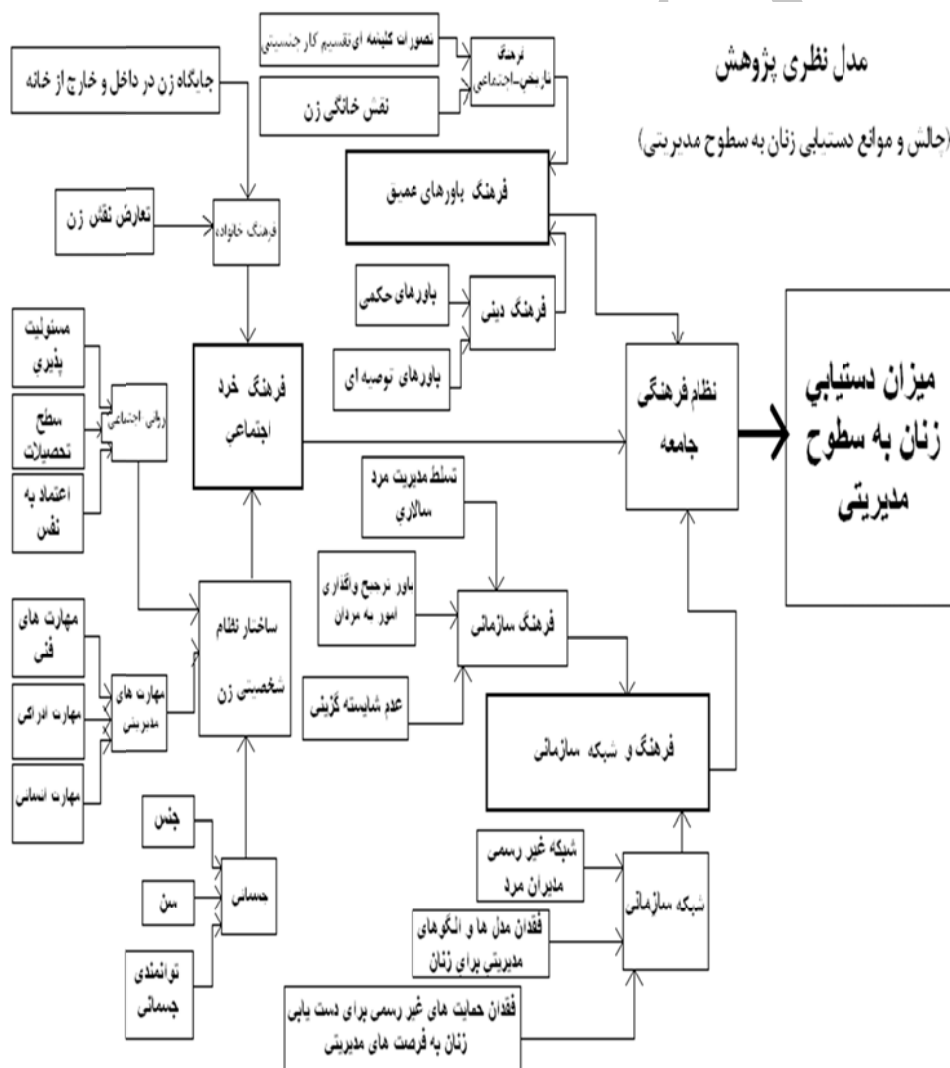 مدل نظری پژوهش
(چالش و موانع دستیابی زنان به سطوح مدیریتی)
تصورات کلیشه ای تقسیم کار جنسیتی
نقش خانگی زن
فرهنگ
تاریخی-اجتماعی
جایگاه زن در داخل و خارج از خانه
فرهنگ باورهای عمیق
تعارض نقش زن
فرهنگ خانواده
باورهای حکمی
فرهنگ دینی
باورهای توصیه ای
میزان دستیابي
زنان به سطوح
مدیریتی
نظام فرهنگی
جامعه
فرهنگ خرد
اجتماعي
مسئولیت
پذیري
سطح
تحصیلات
اعتماد به
نفس
روانی-اجتماعی
تسلط مدیریت مرد
سالاري
باور ترجیح واگذاری
امور به مردان
عدم شایسته گزینی
فرهنگ سازمانی
ساختار نظام
شخصیتی زن
مهارت های
فنی
مهارت ادراکی
مهارت انسانی
مهارت های
مدیریتی
فرهنگ و شبکه سازمانی
جنس
سن
توانمندی
جسمانی
جسمانی
شبکه غیر رسمی
مدیران مرد
شبکه سازمانی
فقدان مدل ها و الگوهای
مدیریتي برای زنان
فقدان حمایت های غیر رسمی برای دست یابی
زنان به فرصت های مدیریتی